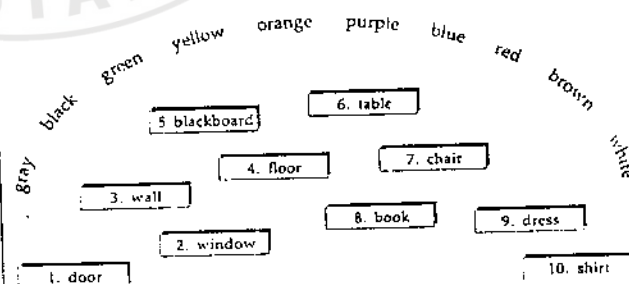 gray black green yellow orange purple blue red brown white
6. table
5 blackboard
7. chair
4. floor
3. wall
8. book
9. dress
2. window
10. shirt
1. door